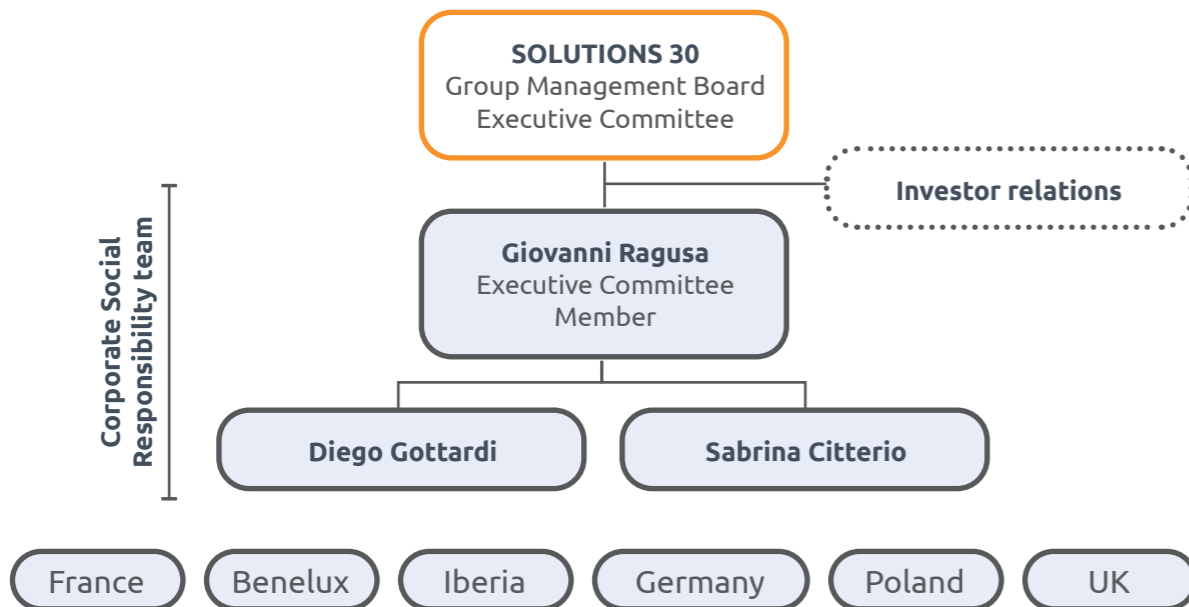 SOLUTIONS 30
Group Management Board
Executive Committee
Investor relations
Corporate Social
Responsibility team
Giovanni Ragusa
Executive Committee
Member
Diego Gottardi
Sabrina Citterio
France
Benelux
Iberia
Germany
Poland
UK